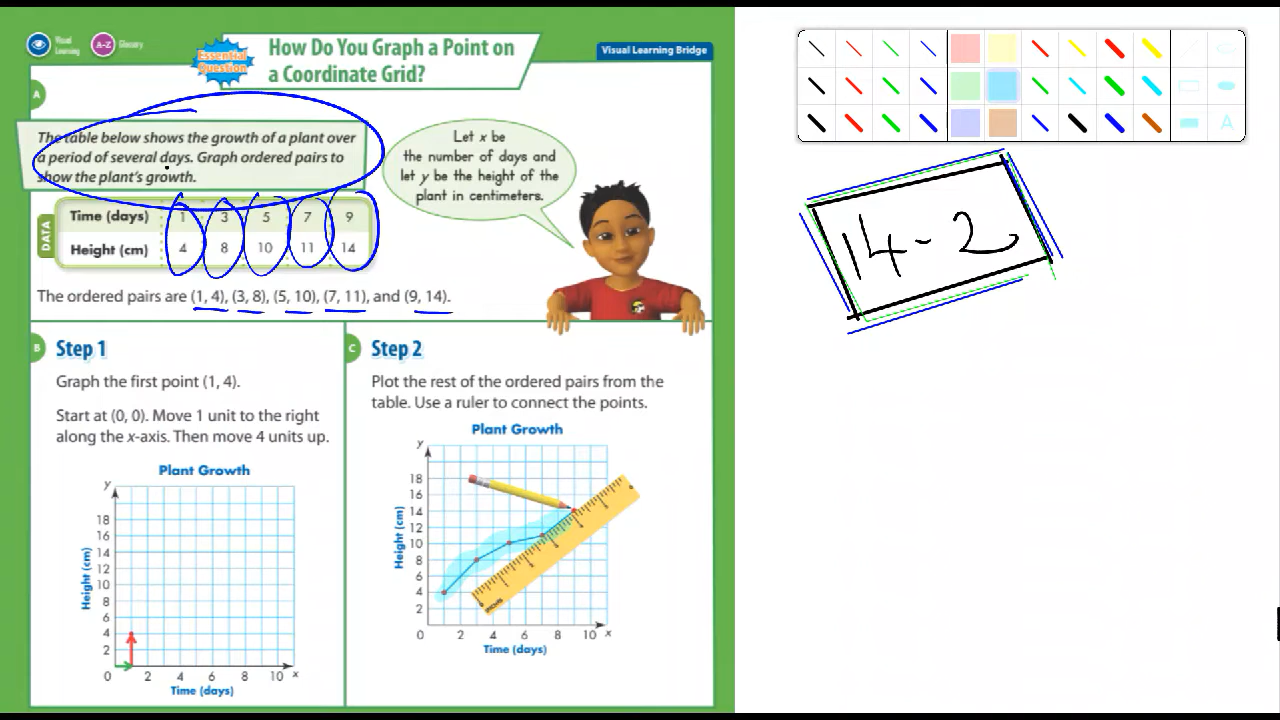 Visual
Learning
A-Z
Glossary
Essential
Question
How Do You Graph a Point on
a Coordinate Grid?
Visual Learning Bridge
A
The table below shows the growth of a plant over
a period of several days. Graph ordered pairs to
show the plant's growth.
Let x be
the number of days and
let y be the height of the
plant in centimeters.
DATA
Time (days) 1 3 5 7 9
Height (cm) 4 8 10 11 14
The ordered pairs are (1, 4), (3, 8), (5, 10), (7, 11), and (9, 14).
14-2
B
Step 1
Graph the first point (1, 4).
Start at (0, 0). Move 1 unit to the right
along the x-axis. Then move 4 units up.
Plant Growth
y
18
16
14
12
10
8
6
4
2
0 2 4 6 8 10 x
Height (cm)
Time (days)
C
Step 2
Plot the rest of the ordered pairs from the
table. Use a ruler to connect the points.
Plant Growth
y
18
16
14
12
10
8
6
4
2
0 2 4 6 8 10 x
Height (cm)
Time (days)
A